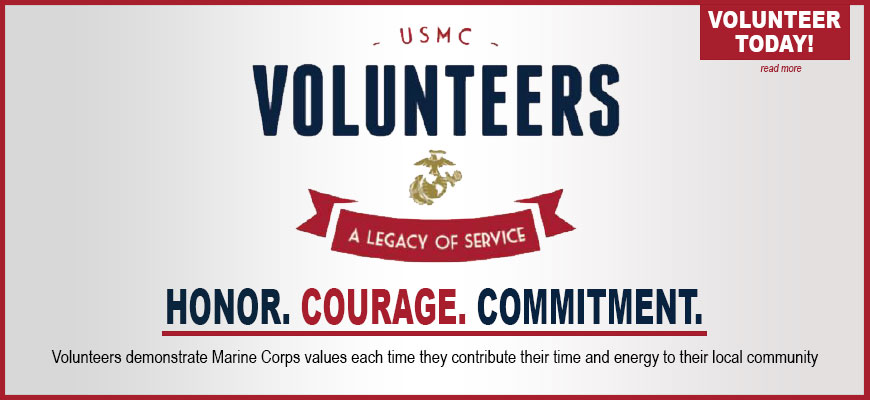 - USMC -
VOLUNTEERS
A LEGACY OF SERVICE
HONOR. COURAGE. COMMITMENT.
Volunteers demonstrate Marine Corps values each time they contribute their time and energy to their local community
VOLUNTEER
TODAY!
read more